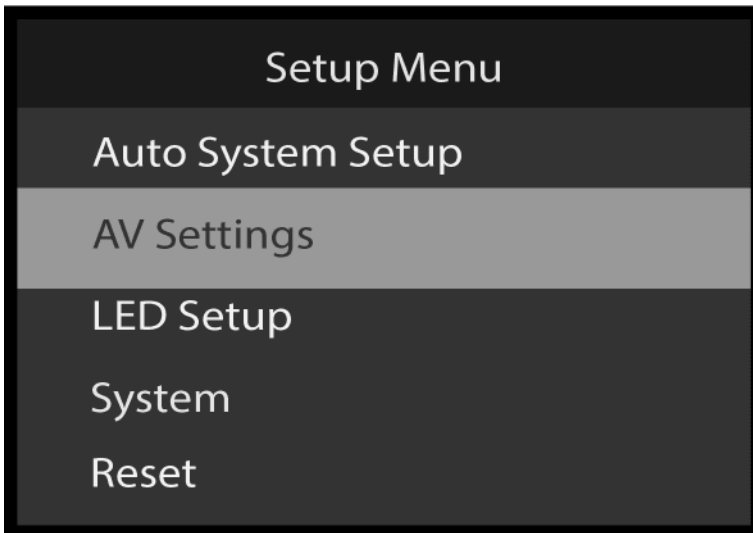 Setup Menu
Auto System Setup
AV Settings
LED Setup
System
Reset